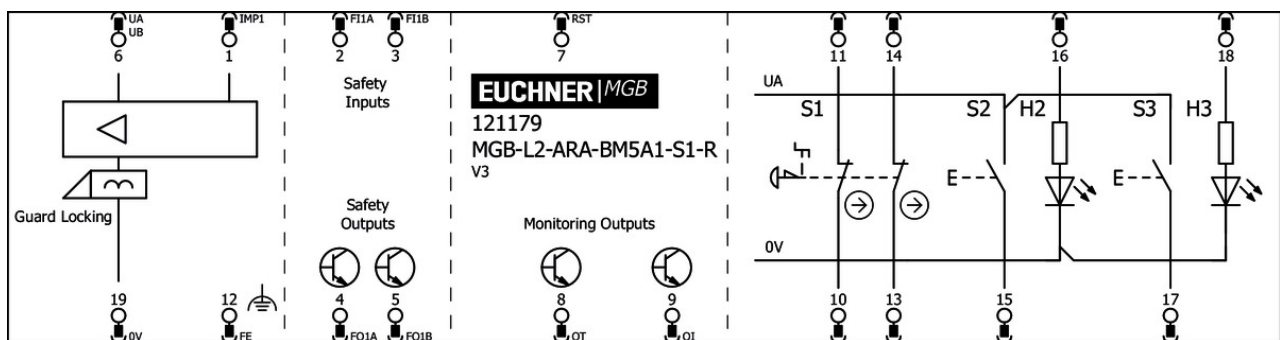 UA
UB
IMP1
FI1A
FI1B
RST
6
1
2
3
7
11
14
16
18
Safety
Inputs
EUCHNER|MGB
121179
MGB-L2-ARA-BM5A1-S1-R
V3
UA
S1
S2
H2
S3
H3
E
E
Guard Locking
Safety
Outputs
Monitoring Outputs
0V
19
12
4
5
8
9
10
13
15
17
0V
FE
FO1A
FO1B
OT
OI